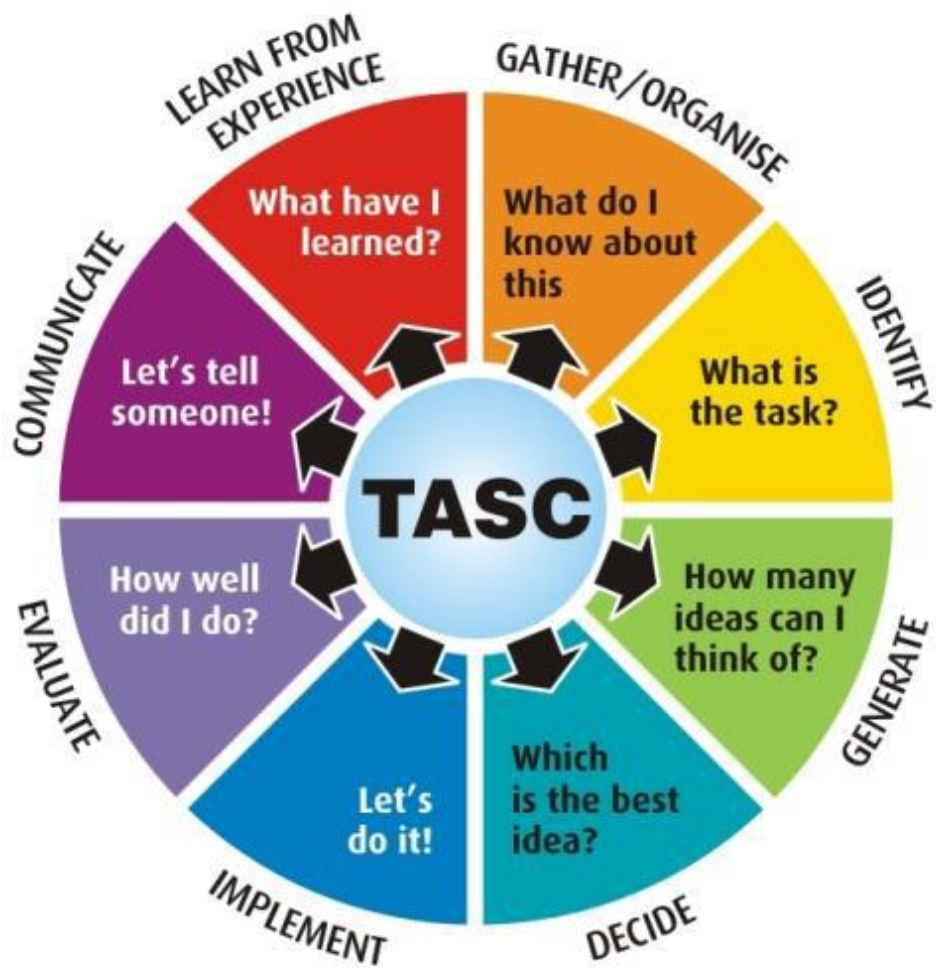 GATHER/ORGANISE
What do I
know about
this
IDENTIFY
What is
the task?
GENERATE
How many
ideas can I
think of?
DECIDE
Which
is the best
idea?
IMPLEMENT
Let's
do it!
EVALUATE
How well
did I do?
COMMUNICATE
Let's tell
someone!
LEARN FROM
EXPERIENCE
What have I
learned?
TASC